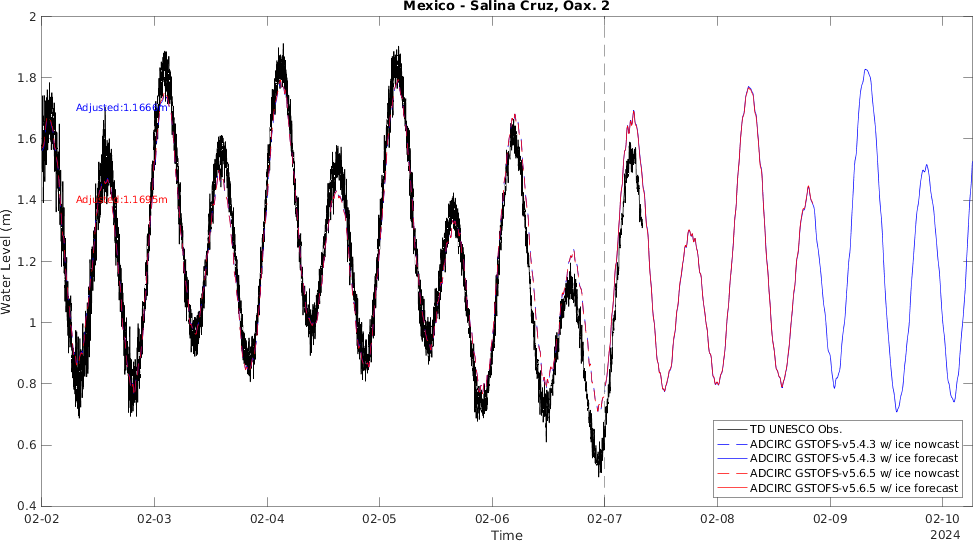 Mexico - Salina Cruz, Oax. 2
2
1.8
1.6
1.4
1.2
1
0.8
0.6
0.4
Water Level (m)
Adjusted:1.1666m
Adjusted:1.1695m
TD UNESCO Obs.
ADCIRC GSTOFS-v5.4.3 w/ ice nowcast
ADCIRC GSTOFS-v5.4.3 w/ ice forecast
ADCIRC GSTOFS-v5.6.5 w/ ice nowcast
ADCIRC GSTOFS-v5.6.5 w/ ice forecast
02-02 02-03 02-04 02-05 02-06 02-07 02-08 02-09 02-10
Time
2024